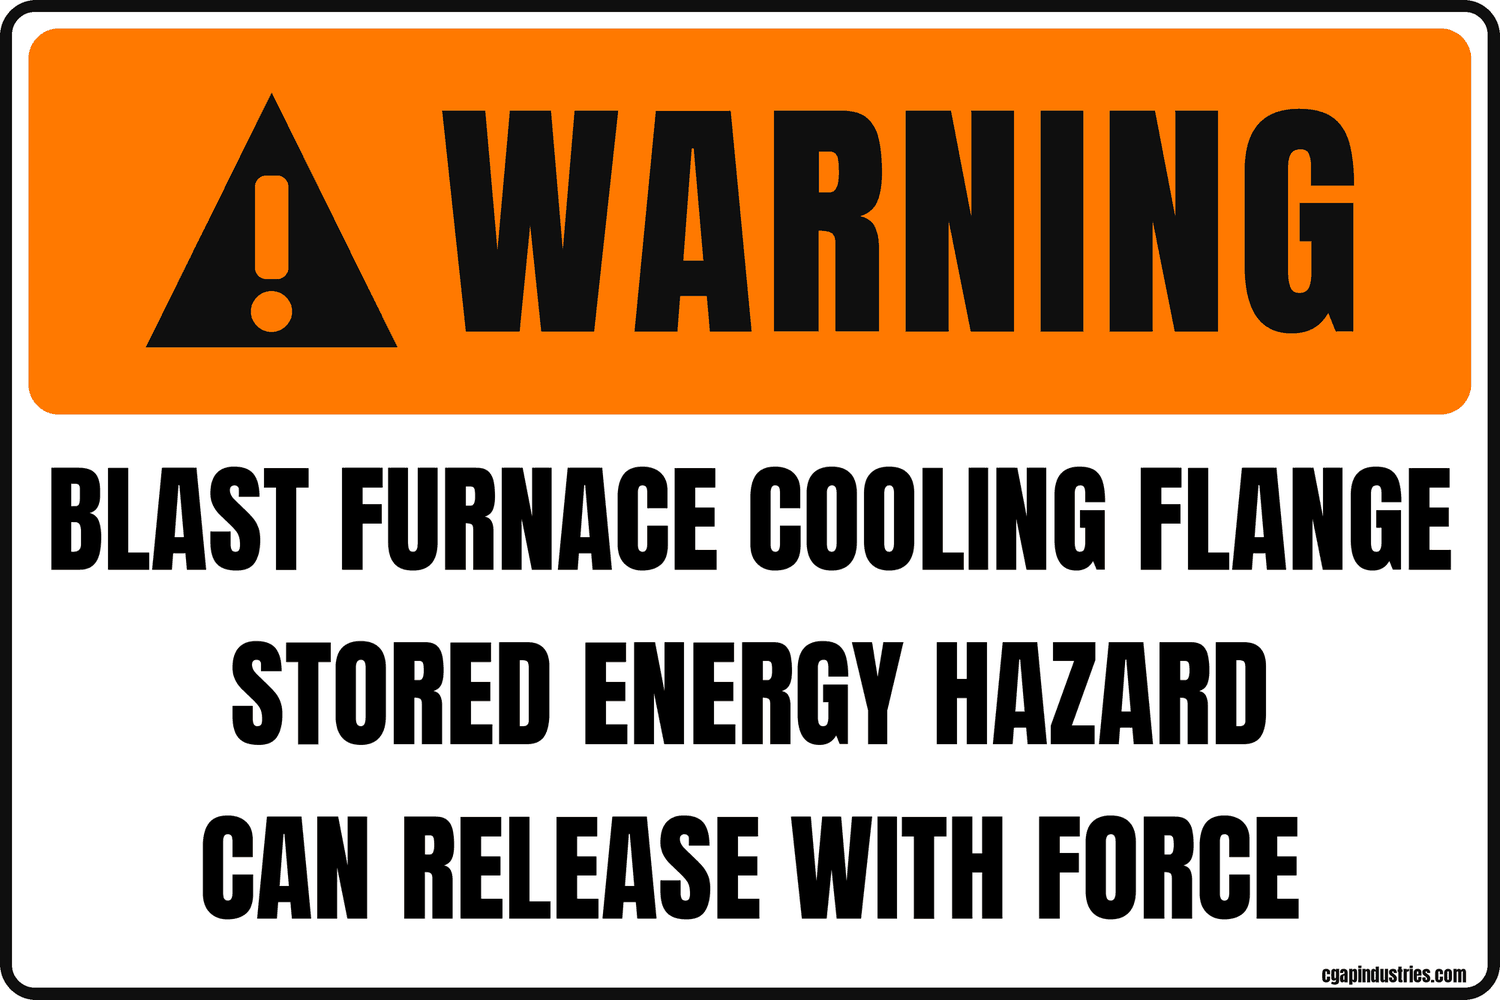 WARNING
BLAST FURNACE COOLING FLANGE
STORED ENERGY HAZARD
CAN RELEASE WITH FORCE
cgapindustries.com